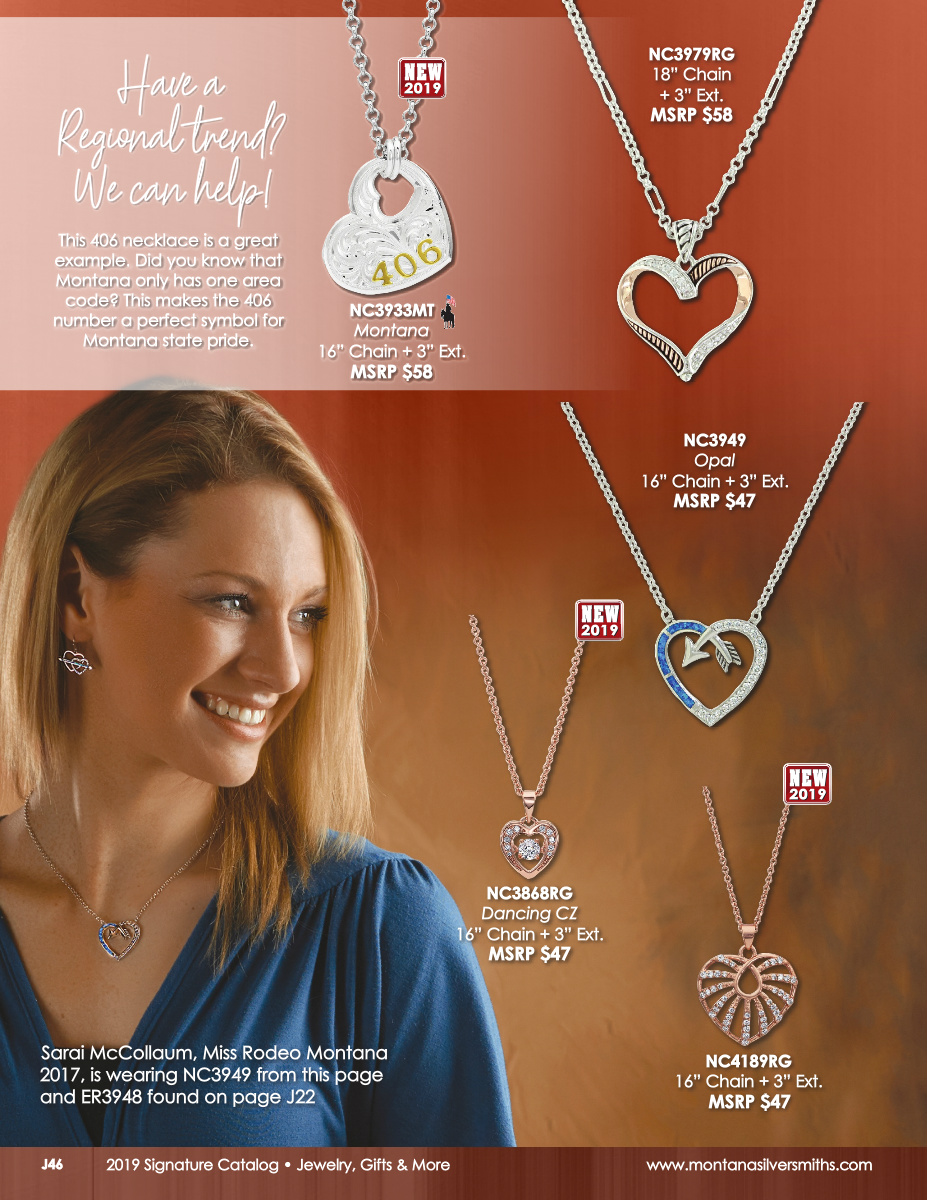 Have a
Regional trend?
We can help!
This 406 necklace is a great
example. Did you know that
Montana only has one area
code? This makes the 406
number a perfect symbol for
Montana state pride.
NEW
2019
406
NC3933MT
Montana
16” Chain + 3” Ext.
MSRP $58
NC3979RG
18” Chain
+ 3” Ext.
MSRP $58
NC3949
Opal
16” Chain + 3” Ext.
MSRP $47
NEW
2019
NC3868RG
Dancing CZ
16” Chain + 3” Ext.
MSRP $47
NEW
2019
NC4189RG
16” Chain + 3” Ext.
MSRP $47
Sarai McCollaum, Miss Rodeo Montana
2017, is wearing NC3949 from this page
and ER3948 found on page J22
J46 2019 Signature Catalog • Jewelry, Gifts & More www.montanasilversmiths.com